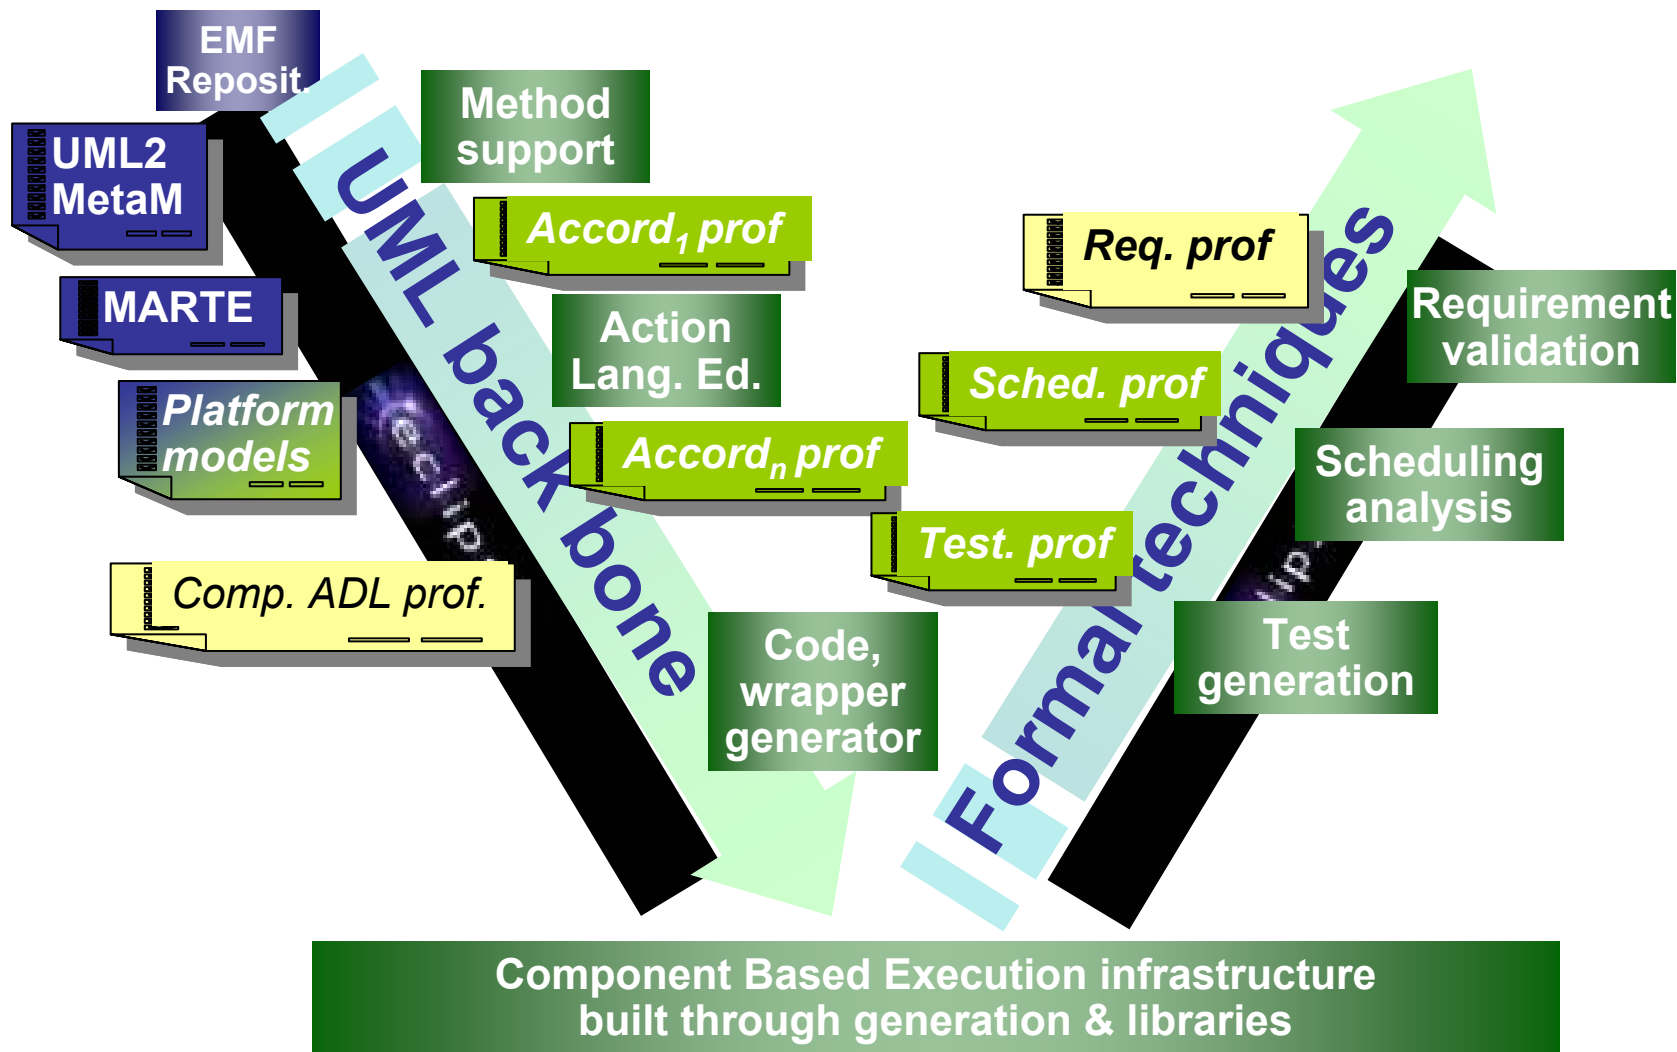 EMF
Reposit.
UML2
MetaM
MARTE
Platform
models
Comp. ADL prof.
UML back bone
eclip
Method
support
Accord1 prof
Action
Lang. Ed.
Accordn prof
Code,
wrapper
generator
Req. prof
Sched. prof
Test. prof
Formal techniques
Requirement
validation
Scheduling
analysis
lip
Test
generation
Component Based Execution infrastructure
built through generation & libraries